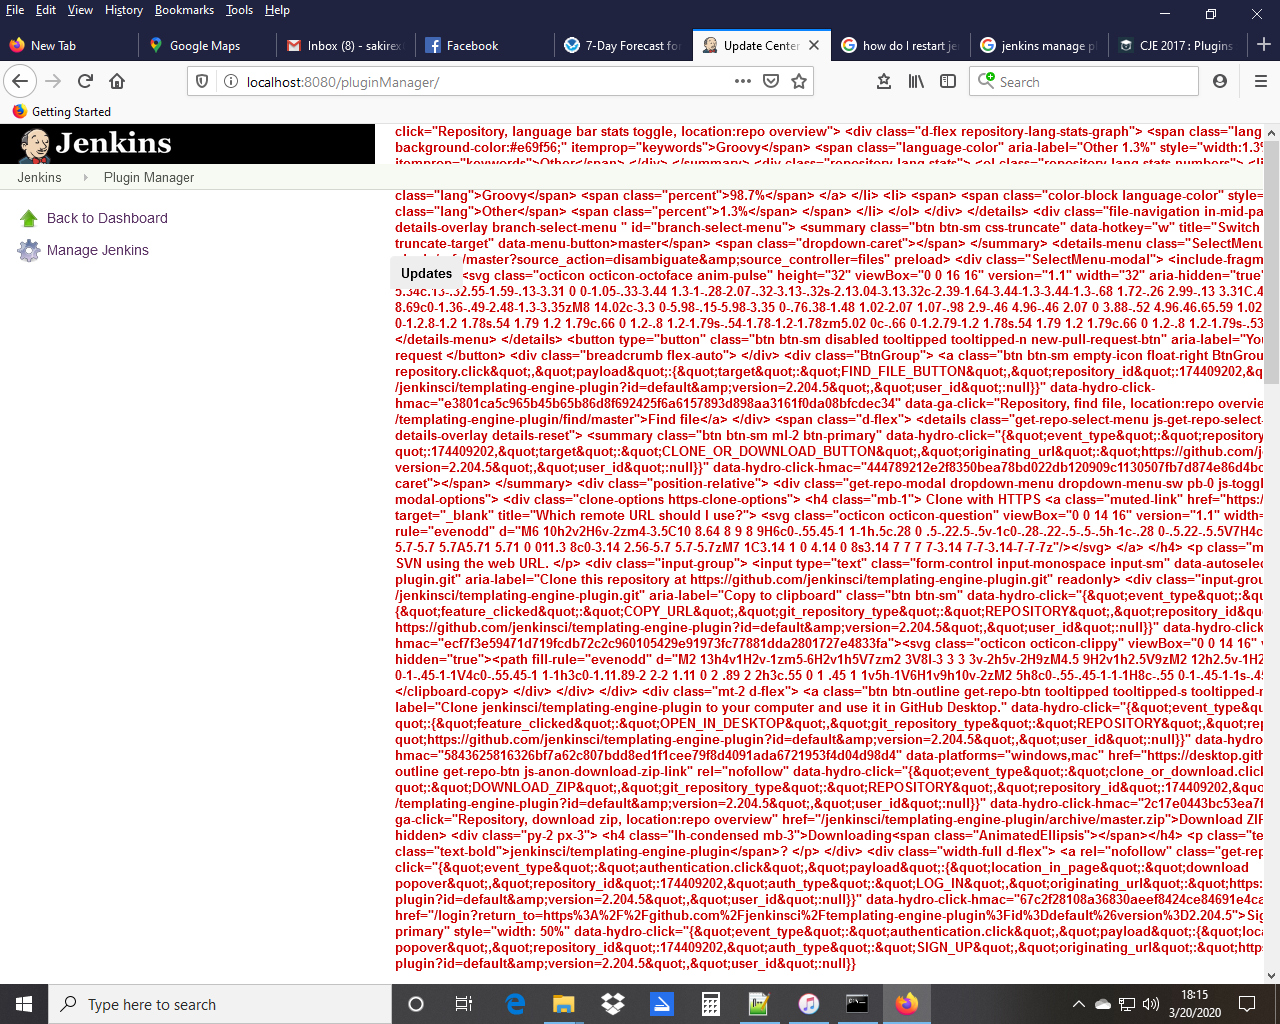 File Edit View History Bookmarks Tools Help
New Tab
Google Maps
Inbox (8) - sakirex
Facebook
7-Day Forecast for
Update Center
how do I restart je
jenkins manage p
CJE 2017 : Plugins
localhost:8080/pluginManager/
Search
Getting Started
Jenkins
Jenkins Plugin Manager
Back to Dashboard
Manage Jenkins
Updates
click="Repository, language bar stats toggle, location:repo overview"> <div class="d-flex repository-lang-stats-graph"> <span class="lang
background-color:#e69f56;" itemprop="keywords">Groovy</span> <span class="language-color" aria-label="Other 1.3%" style="width:1.3%
itemprop="keywords">Other</span> </div> </summary> <div class="repository-lang-stats"> <ol class="repository-lang-stats-numbers"> <li
class="lang">Groovy</span> <span class="percent">98.7%</span> </a> </li> <li> <span> <span class="color-block language-color" style=
class="lang">Other</span> <span class="percent">1.3%</span> </span> </li> </ol> </div> </details> <div class="file-navigation in-mid-pa
details-overlay branch-select-menu " id="branch-select-menu"> <summary class="btn btn-sm css-truncate" data-hotkey="w" title="Switch
truncate-target" data-menu-button>master</span> <span class="dropdown-caret"></span> </summary> <details-menu class="SelectMenu
/master?source_action=disambiguate&amp;source_controller=files" preload> <div class="SelectMenu-modal"> <include-fragm
<svg class="octicon octicon-octoface anim-pulse" height="32" viewBox="0 0 16 16" version="1.1" width="32" aria-hidden="true"
5.34c.13-.32.55-1.59-.13-3.31 0 0-1.05-.33-3.44 1.3-1-.28-2.07-.32-3.13-.32s-2.13.04-3.13.32c-2.39-1.64-3.44-1.3-3.44-1.3-.68 1.72-.26 2.99-.13 3.31C.4
8.69c0-1.36-.49-2.48-1.3-3.35zM8 14.02c-3.3 0-5.98-.15-5.98-3.35 0-.76.38-1.48 1.02-2.07 1.07-.98 2.9-.46 4.96-.46 2.07 0 3.88-.52 4.96.46.65.59 1.02
0-1.2.8-1.2 1.78s.54 1.79 1.2 1.79c.66 0 1.2-.8 1.2-1.79s-.54-1.78-1.2-1.78zm5.02 0c-.66 0-1.2.79-1.2 1.78s.54 1.79 1.2 1.79c.66 0 1.2-.8 1.2-1.79s-.53
</details-menu> </details> <button type="button" class="btn btn-sm disabled tooltipped tooltipped-n new-pull-request-btn" aria-label="You
request </button> <div class="breadcrumb flex-auto"> </div> <div class="BtnGroup"> <a class="btn btn-sm empty-icon float-right BtnGrou
repository.click&quot;,&quot;payload&quot;:{&quot;target&quot;:&quot;FIND_FILE_BUTTON&quot;,&quot;repository_id&quot;:174409202,&q
/jenkinsci/templating-engine-plugin?id=default&amp;version=2.204.5&quot;,&quot;user_id&quot;:null}}" data-hydro-click-
hmac="e3801ca5c965b45b65b86d8f692425f6a6157893d898aa3161f0da08bfcdec34" data-ga-click="Repository, find file, location:repo overvie
/templating-engine-plugin/find/master">Find file</a> </div> <span class="d-flex"> <details class="get-repo-select-menu js-get-repo-select-
details-overlay details-reset"> <summary class="btn btn-sm ml-2 btn-primary" data-hydro-click="{&quot;event_type&quot;:&quot;repository
quot;:174409202,&quot;target&quot;:&quot;CLONE_OR_DOWNLOAD_BUTTON&quot;,&quot;originating_url&quot;:&quot;https://github.com/j
version=2.204.5&quot;,&quot;user_id&quot;:null}}" data-hydro-click-hmac="444789212e2f8350bea78bd022db120909c1130507fb7d874e86d4bc
caret"></span> </summary> <div class="position-relative"> <div class="get-repo-modal dropdown-menu dropdown-menu-sw pb-0 js-toggl
modal-options"> <div class="clone-options https-clone-options"> <h4 class="mb-1"> Clone with HTTPS <a class="muted-link" href="https:
target="_blank" title="Which remote URL should I use?"> <svg class="octicon octicon-question" viewBox="0 0 14 16" version="1.1" width=
rule="evenodd" d="M6 10h2v2H6v-2zm4-3.5C10 8.64 8 9 8 9H6c0-.55.45-1 1-1h.5c.28 0 .5-.22.5-.5v-1c0-.28-.22-.5-.5-.5h-1c-.28 0-.5.22-.5.5V7H4c
5.7-5.7 5.7A5.71 5.71 0 011.3 8c0-3.14 2.56-5.7 5.7-5.7zM7 1C3.14 1 0 4.14 0 8s3.14 7 7 7 7-3.14 7-7-3.14-7-7-7z"/></svg> </a> </h4> <p class="m
SVN using the web URL. </p> <div class="input-group"> <input type="text" class="form-control input-monospace input-sm" data-autoselec
plugin.git" aria-label="Clone this repository at https://github.com/jenkinsci/templating-engine-plugin.git" readonly> <div class="input-grou
/jenkinsci/templating-engine-plugin.git" aria-label="Copy to clipboard" class="btn btn-sm" data-hydro-click="{&quot;event_type&quot;:&quot
{&quot;feature_clicked&quot;:&quot;COPY_URL&quot;,&quot;git_repository_type&quot;:&quot;REPOSITORY&quot;,&quot;repository_id&quo
https://github.com/jenkinsci/templating-engine-plugin?id=default&amp;version=2.204.5&quot;,&quot;user_id&quot;:null}}" data-hydro-click
hmac="ecf7f3e59471d719fcdb72c2c960105429e91973fc77881dda2801727e4833fa"><svg class="octicon octicon-clippy" viewBox="0 0 14 16" v
hidden="true"><path fill-rule="evenodd" d="M2 13h4v1H2v-1zm5-6H2v1h5V7zm2 3V8l-3 3 3 3v-2h5v-2H9zM4.5 9H2v1h2.5V9zM2 12h2.5v-1H2
0-1-.45-1-1V4c0-.55.45-1 1-1h3c0-1.11.89-2 2-2 1.11 0 2 .89 2 2h3c.55 0 1 .45 1 1v5h-1V6H1v9h10v-2zM2 5h8c0-.55-.45-1-1-1H8c-.55 0-1-.45-1-1s-.45
</clipboard-copy> </div> </div> </div> <div class="mt-2 d-flex"> <a class="btn btn-outline get-repo-btn tooltipped tooltipped-s tooltipped-m
label="Clone jenkinsci/templating-engine-plugin to your computer and use it in GitHub Desktop." data-hydro-click="{&quot;event_type&qu
quot;:{&quot;feature_clicked&quot;:&quot;OPEN_IN_DESKTOP&quot;,&quot;git_repository_type&quot;:&quot;REPOSITORY&quot;,&quot;rep
quot;https://github.com/jenkinsci/templating-engine-plugin?id=default&amp;version=2.204.5&quot;,&quot;user_id&quot;:null}}" data-hydro
hmac="5843625816326bf7a62c807bdd8ed1f1cee79f8d4091ada6721953f4d04d98d4" data-platforms="windows,mac" href="https://desktop.gith
outline get-repo-btn js-anon-download-zip-link" rel="nofollow" data-hydro-click="{&quot;event_type&quot;:&quot;clone_or_download.click
quot;:&quot;DOWNLOAD_ZIP&quot;,&quot;git_repository_type&quot;:&quot;REPOSITORY&quot;,&quot;repository_id&quot;:174409202,&quot
/templating-engine-plugin?id=default&amp;version=2.204.5&quot;,&quot;user_id&quot;:null}}" data-hydro-click-hmac="2c17e0443bc53ea7f
ga-click="Repository, download zip, location:repo overview" href="/jenkinsci/templating-engine-plugin/archive/master.zip">Download ZIP
hidden> <div class="py-2 px-3"> <h4 class="lh-condensed mb-3">Downloading<span class="AnimatedEllipsis"></span></h4> <p class="te
class="text-bold">jenkinsci/templating-engine-plugin</span>? </p> </div> <div class="width-full d-flex"> <a rel="nofollow" class="get-rep
click="{&quot;event_type&quot;:&quot;authentication.click&quot;,&quot;payload&quot;:{&quot;location_in_page&quot;:&quot;download
popover&quot;,&quot;repository_id&quot;:174409202,&quot;auth_type&quot;:&quot;LOG_IN&quot;,&quot;originating_url&quot;:&quot;https:
plugin?id=default&amp;version=2.204.5&quot;,&quot;user_id&quot;:null}}" data-hydro-click-hmac="67c2f28108a36830aeef8424ce84691e4ca
href="/login?return_to=https%3A%2F%2Fgithub.com%2Fjenkinsci%2Ftemplating-engine-plugin%3Fid%3Ddefault%26version%3D2.204.5">Sig
primary" style="width: 50%" data-hydro-click="{&quot;event_type&quot;:&quot;authentication.click&quot;,&quot;payload&quot;:{&quot;loca
popover&quot;,&quot;repository_id&quot;:174409202,&quot;auth_type&quot;:&quot;SIGN_UP&quot;,&quot;originating_url&quot;:&quot;http
plugin?id=default&amp;version=2.204.5&quot;,&quot;user_id&quot;:null}}
Type here to search
18:15
3/20/2020